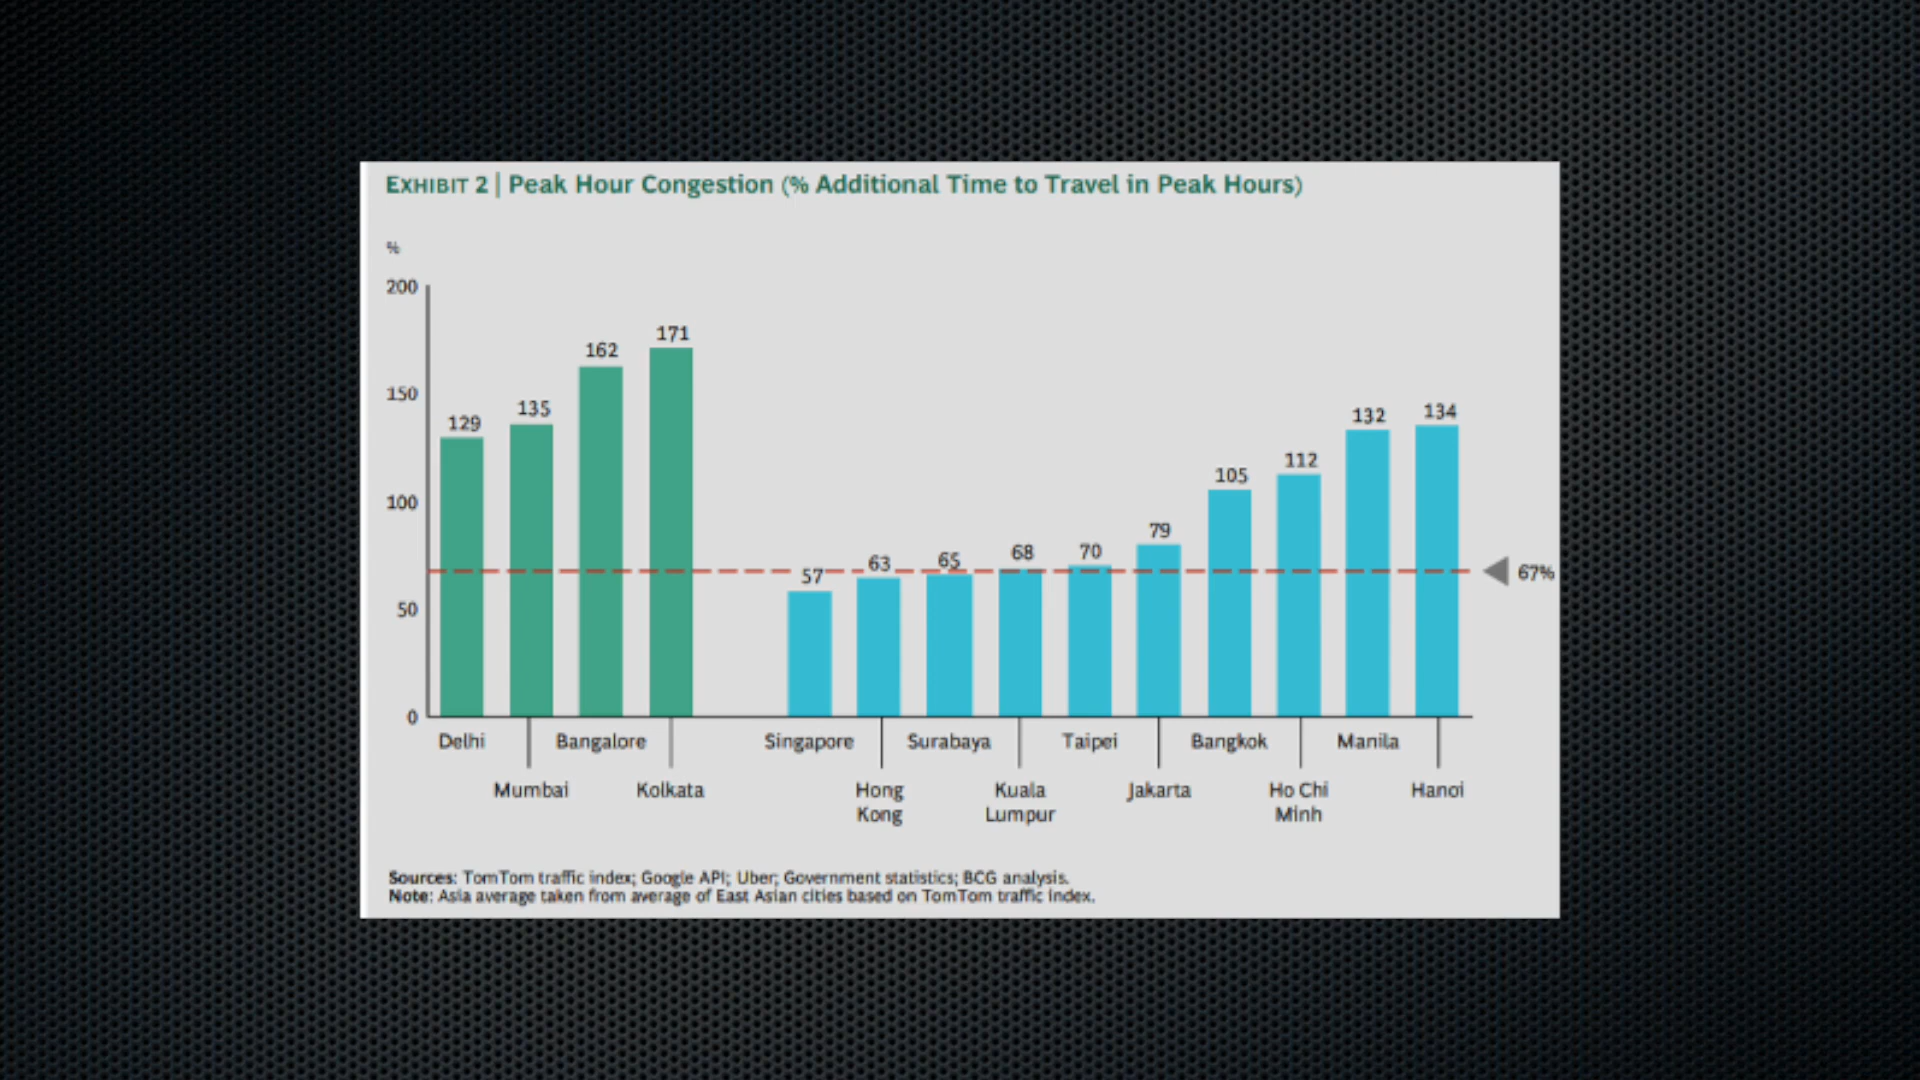 EXHIBIT 2 | Peak Hour Congestion (% Additional Time to Travel in Peak Hours)
%
200
150
100
50
0
129
135
162
171
57
63
65
68
70
79
105
112
132
134
67%
Delhi
Mumbai
Bangalore
Kolkata
Singapore
Hong
Kong
Surabaya
Kuala
Lumpur
Taipei
Jakarta
Bangkok
Ho Chi
Minh
Manila
Hanoi
Sources: TomTom traffic index; Google API; Uber; Government statistics; BCG analysis.
Note: Asia average taken from average of East Asian cities based on TomTom traffic index.